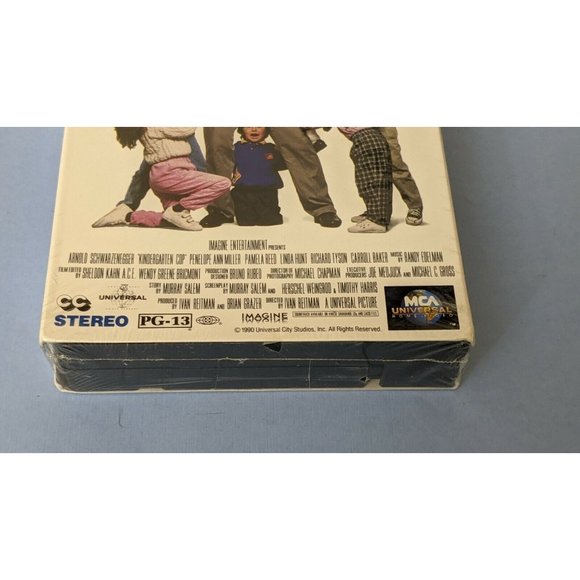 IMAGINE ENTERTAINMENT PRESENTS
ARNOLD SCHWARZENEGGER "KINDERGARTEN COP" PENELOPE ANN MILLER PAMELA REED LINDA HUNT RICHARD TYSON CARROLL BAKER MUSIC BY RANDY EDELMAN
FILM EDITED BY SHELDON KAHN A.C.E. WENDY GREENE BRICMONT PRODUCTION DESIGNER BRUNO RUBEO DIRECTOR OF PHOTOGRAPHY MICHAEL CHAPMAN EXECUTIVE PRODUCERS JOE MEDJUCK AND MICHAEL C. GROSS
STORY BY MURRAY SALEM SCREENPLAY BY MURRAY SALEM AND HERSCHEL WEINGROD & TIMOTHY HARRIS
PRODUCED BY IVAN REITMAN AND BRIAN GRAZER DIRECTED BY IVAN REITMAN A UNIVERSAL PICTURE
CC
STEREO
UNIVERSAL
PG-13
IMAGINE
© 1990 Universal City Studios, Inc. All Rights Reserved.
MCA
UNIVERSAL
HOME VIDEO